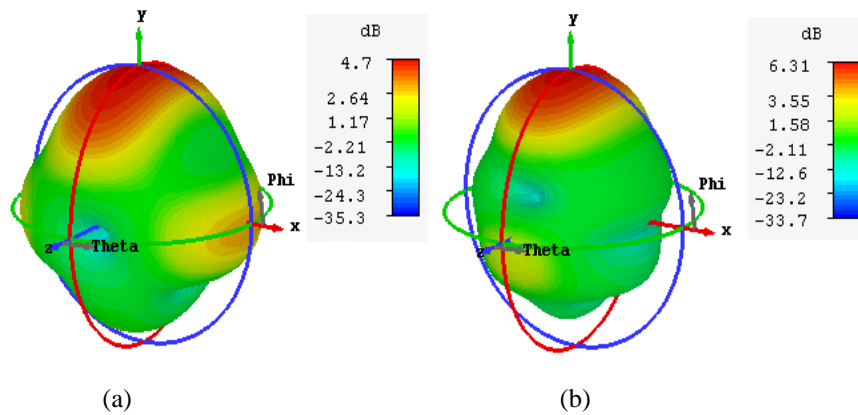 y
dB
4.7
2.64
1.17
-2.21
-13.2
-24.3
-35.3
Phi
x
z
Theta
(a)
y
dB
6.31
3.55
1.58
-2.11
-12.6
-23.2
-33.7
Phi
x
z
Theta
(b)